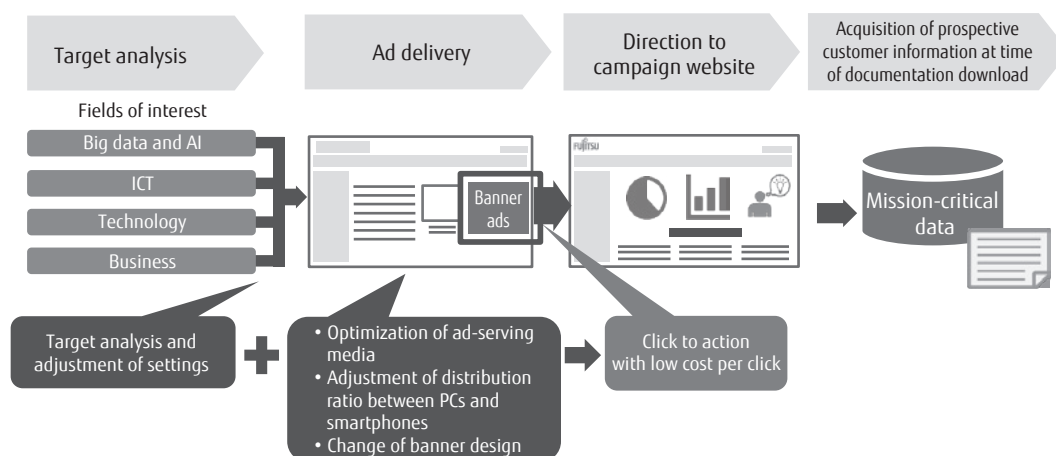 Target analysis
Ad delivery
Direction to
campaign website
Acquisition of prospective
customer information at time
of documentation download
Fields of interest
Big data and AI
ICT
Technology
Business
Banner
ads
FUJITSU
Mission-critical
data
Target analysis and
adjustment of settings
• Optimization of ad-serving
media
• Adjustment of distribution
ratio between PCs and
smartphones
• Change of banner design
Click to action
with low cost per click